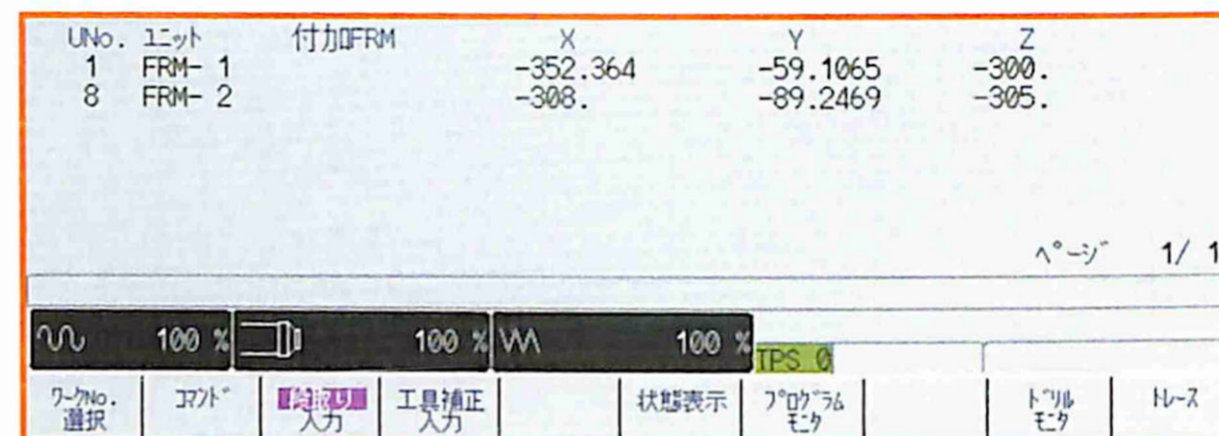 UNo. ﾕﾆｯﾄ 付加FRM X Y Z
1 FRM- 1 -352.364 -59.1065 -300.
8 FRM- 2 -308. -89.2469 -305.
ﾍﾟｰｼﾞ 1/ 1
100 % 100 % 100 % TPS 0
ﾜｰｸNo. ｺﾏﾝﾄﾞ 段取り 工具補正 状態表示 ﾌﾟﾛｸﾞﾗﾑ ﾄﾞﾘﾙ ﾄﾚｰｽ
選択 入力 入力 ﾓﾆﾀ ﾓﾆﾀ